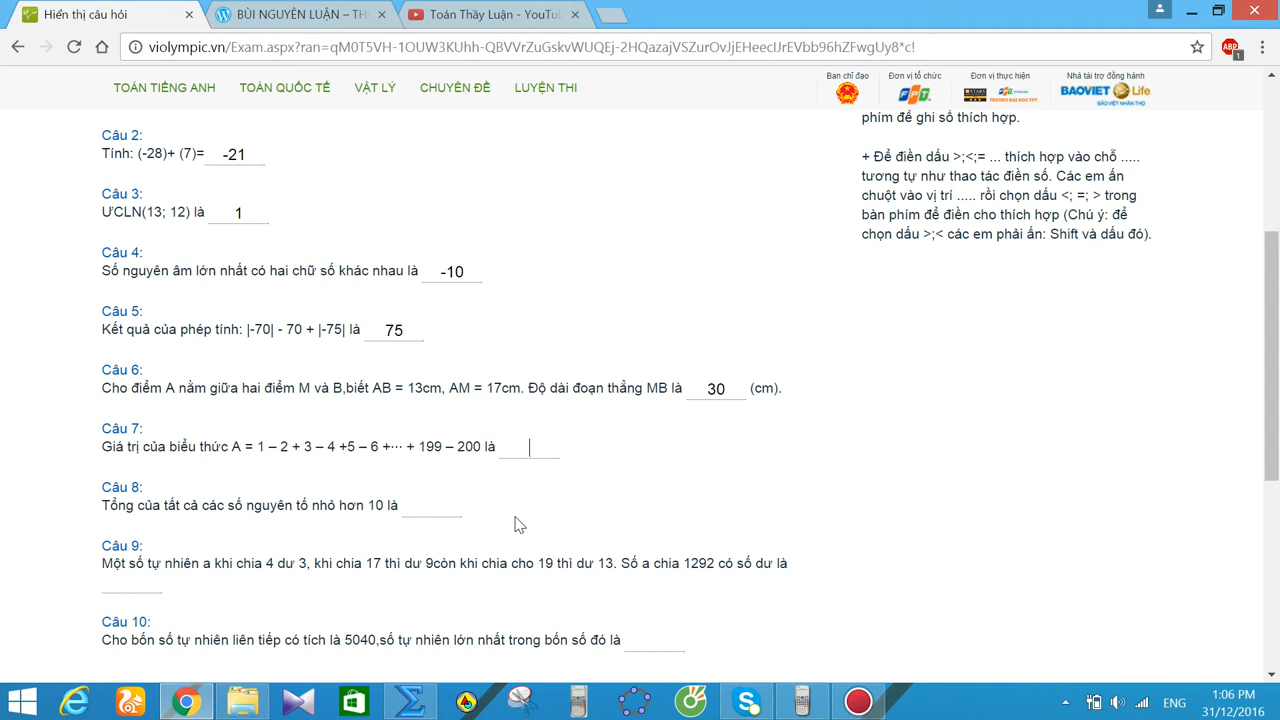 Hiển thị câu hỏi
BÙI NGUYÊN LUẬN – TH
Toán Thầy Luận - YouTub
violympic.vn/Exam.aspx?ran=qM0T5VH-1OUW3KUhh-QBVVrZuGskvWUQEj-2HQazajVSZurOvJjEHeecIJrEVbb96hZFwgUy8*c!
ABP
1
TOÁN TIẾNG ANH
TOÁN QUỐC TẾ
VẬT LÝ
CHUYÊN ĐỀ
LUYỆN THI
Ban chỉ đạo
Đơn vị tổ chức
FPT
Đơn vị thực hiện
Nhà tài trợ đồng hành
BAOVIET Life
BẢO VIỆT NHÂN THỌ
Câu 2:
Tính: (-28)+ (7)= -21
Câu 3:
ƯCLN(13; 12) là 1
Câu 4:
Số nguyên âm lớn nhất có hai chữ số khác nhau là -10
Câu 5:
Kết quả của phép tính: |-70| - 70 + |-75| là 75
Câu 6:
Cho điểm A nằm giữa hai điểm M và B,biết AB = 13cm, AM = 17cm. Độ dài đoạn thẳng MB là 30 (cm).
Câu 7:
Giá trị của biểu thức A = 1 – 2 + 3 – 4 +5 – 6 +··· + 199 – 200 là
Câu 8:
Tổng của tất cả các số nguyên tố nhỏ hơn 10 là
Câu 9:
Một số tự nhiên a khi chia 4 dư 3, khi chia 17 thì dư 9còn khi chia cho 19 thì dư 13. Số a chia 1292 có số dư là
Câu 10:
Cho bốn số tự nhiên liên tiếp có tích là 5040,số tự nhiên lớn nhất trong bốn số đó là
phím để ghi số thích hợp.
+ Để điền dấu >;<;= ... thích hợp vào chỗ .....
tương tự như thao tác điền số. Các em ấn
chuột vào vị trí ..... rồi chọn dấu <; =; > trong
bàn phím để điền cho thích hợp (Chú ý: để
chọn dấu >;< các em phải ấn: Shift và dấu đó).
ENG
1:06 PM
31/12/2016